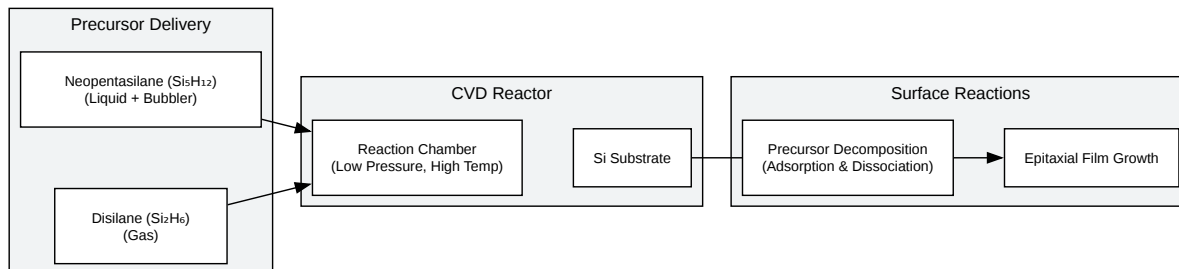 Precursor Delivery
Neopentasilane (Si₅H₁₂)
(Liquid + Bubbler)
Disilane (Si₂H₆)
(Gas)
CVD Reactor
Reaction Chamber
(Low Pressure, High Temp)
Si Substrate
Surface Reactions
Precursor Decomposition
(Adsorption & Dissociation)
Epitaxial Film Growth